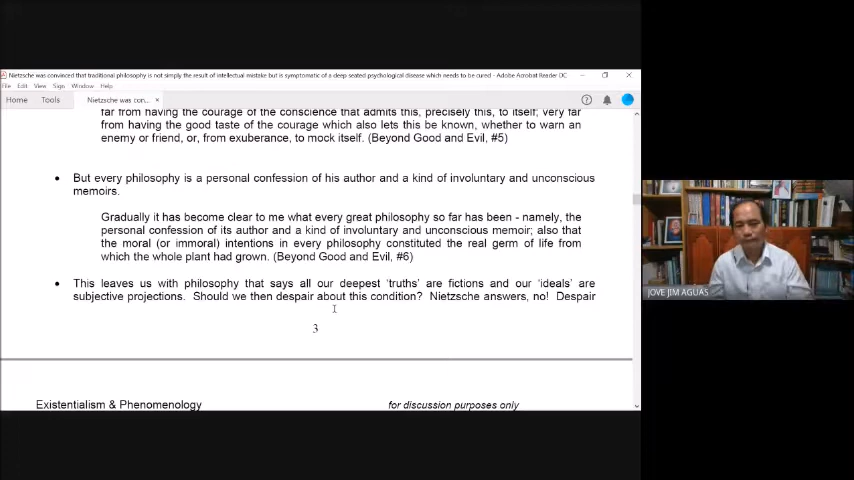 Nietzsche was convinced that traditional philosophy is not simply the result of intellectual mistake but is symptomatic of a deep seated psychological disease which needs to be cured - Adobe Acrobat Reader DC
File Edit View Sign Window Help
Home Tools Nietzsche was con... ×
far from having the courage of the conscience that admits this, precisely this, to itself; very far
from having the good taste of the courage which also lets this be known, whether to warn an
enemy or friend, or, from exuberance, to mock itself. (Beyond Good and Evil, #5)
• But every philosophy is a personal confession of his author and a kind of involuntary and unconscious
memoirs.
Gradually it has become clear to me what every great philosophy so far has been - namely, the
personal confession of its author and a kind of involuntary and unconscious memoir; also that
the moral (or immoral) intentions in every philosophy constituted the real germ of life from
which the whole plant had grown. (Beyond Good and Evil, #6)
• This leaves us with philosophy that says all our deepest ‘truths’ are fictions and our ‘ideals’ are
subjective projections. Should we then despair about this condition? Nietzsche answers, no! Despair
3
Existentialism & Phenomenology for discussion purposes only
JOVE JIM AGUAS